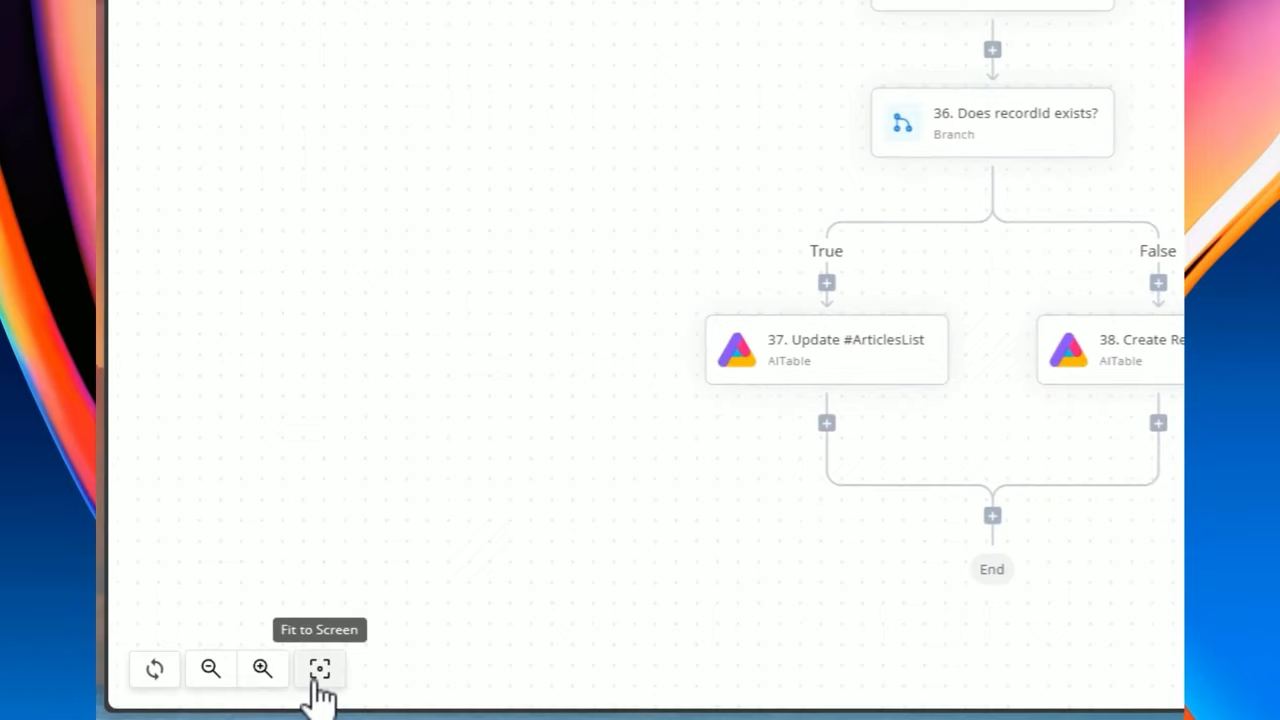 36. Does recordId exists?
Branch
True
False
37. Update #ArticlesList
AITable
38. Create Re
AITable
End
Fit to Screen